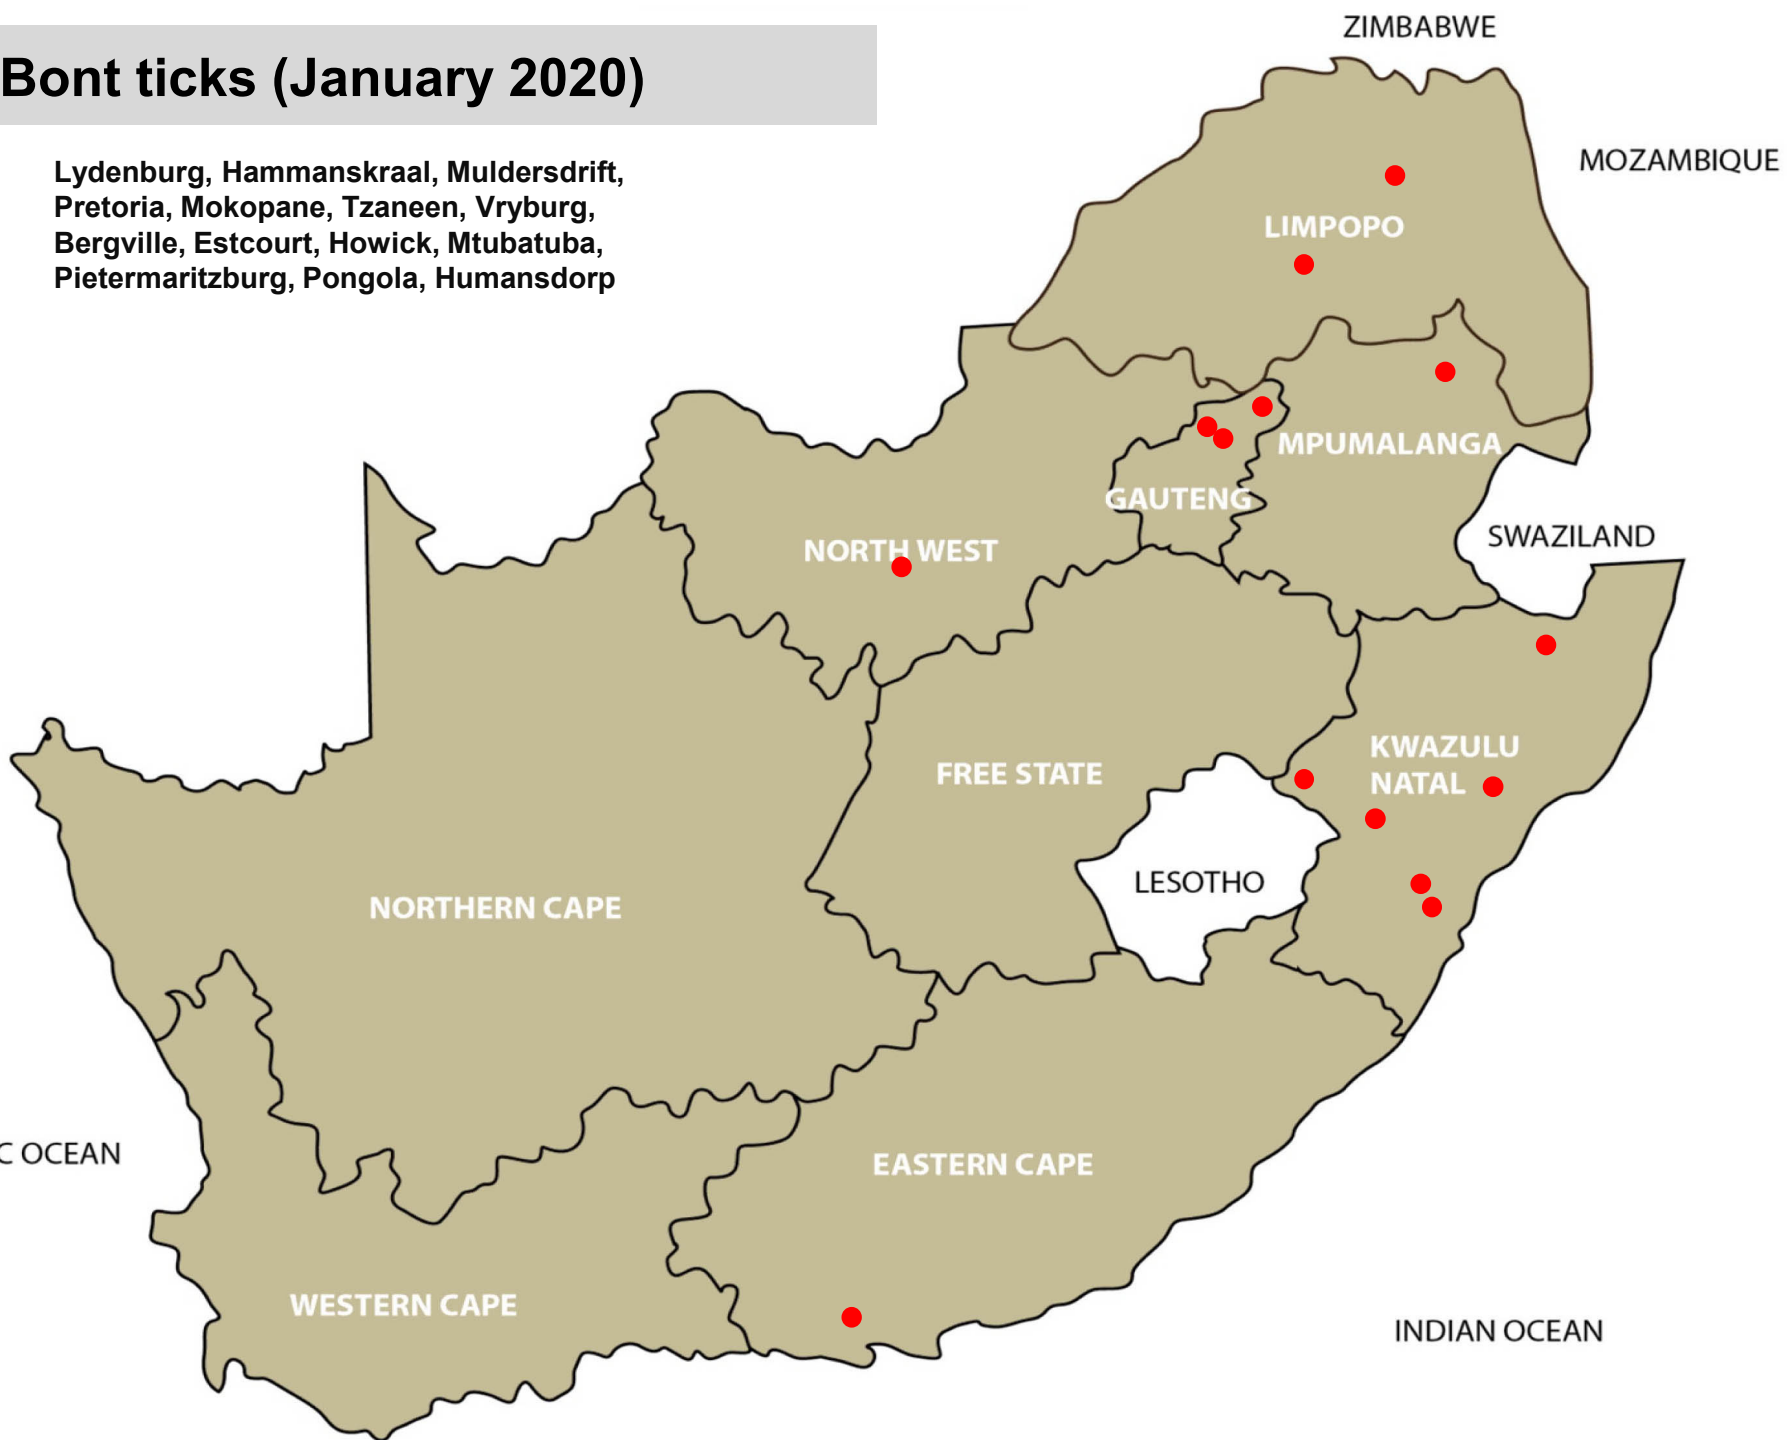 ZIMBABWE
Bont ticks (January 2020)
MOZAMBIQUE
Lydenburg, Hammanskraal, Muldersdrift,
Pretoria, Mokopane, Tzaneen, Vryburg,
Bergville, Estcourt, Howick, Mtubatuba,
Pietermaritzburg, Pongola, Humansdorp
LIMPOPO
MPUMALANGA
GAUTENG
SWAZILAND
NORTH WEST
KWAZULU
NATAL
FREE STATE
LESOTHO
NORTHERN CAPE
C OCEAN
EASTERN CAPE
WESTERN CAPE
INDIAN OCEAN